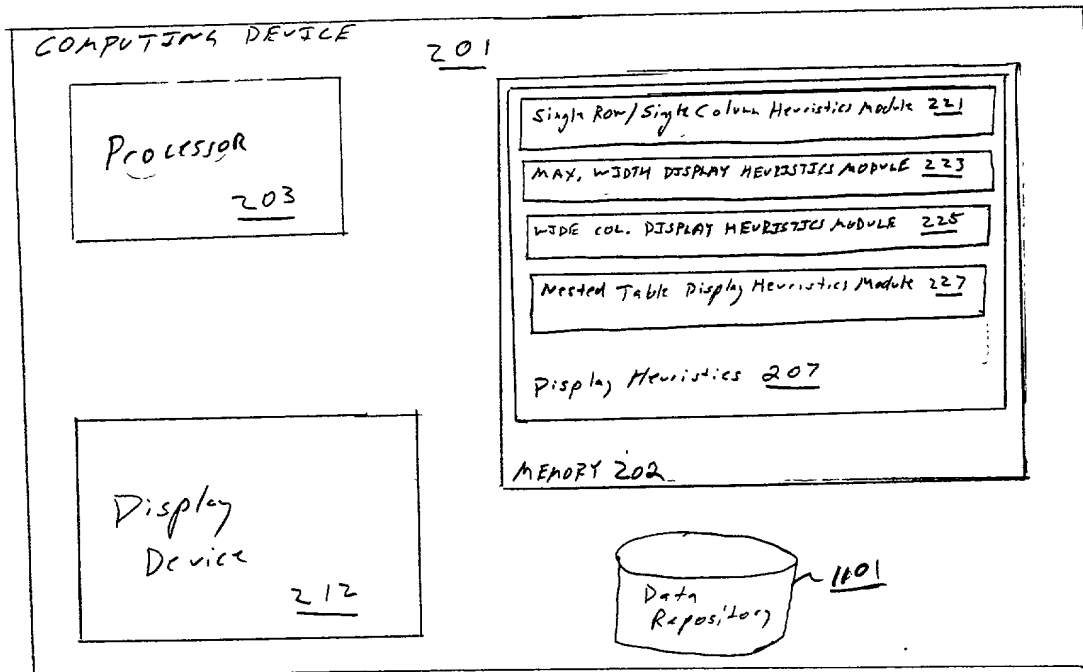 COMPUTING DEVICE
201
Processor
203
Single Row/Single Column Heuristics Module 221
MAX. WIDTH DISPLAY HEURISTICS MODULE 223
WIDE COL. DISPLAY HEURISTICS MODULE 225
Nested Table Display Heuristics Module 227
Display Heuristics 207
MEMORY 202
Display
Device
212
Data
Repository
1101